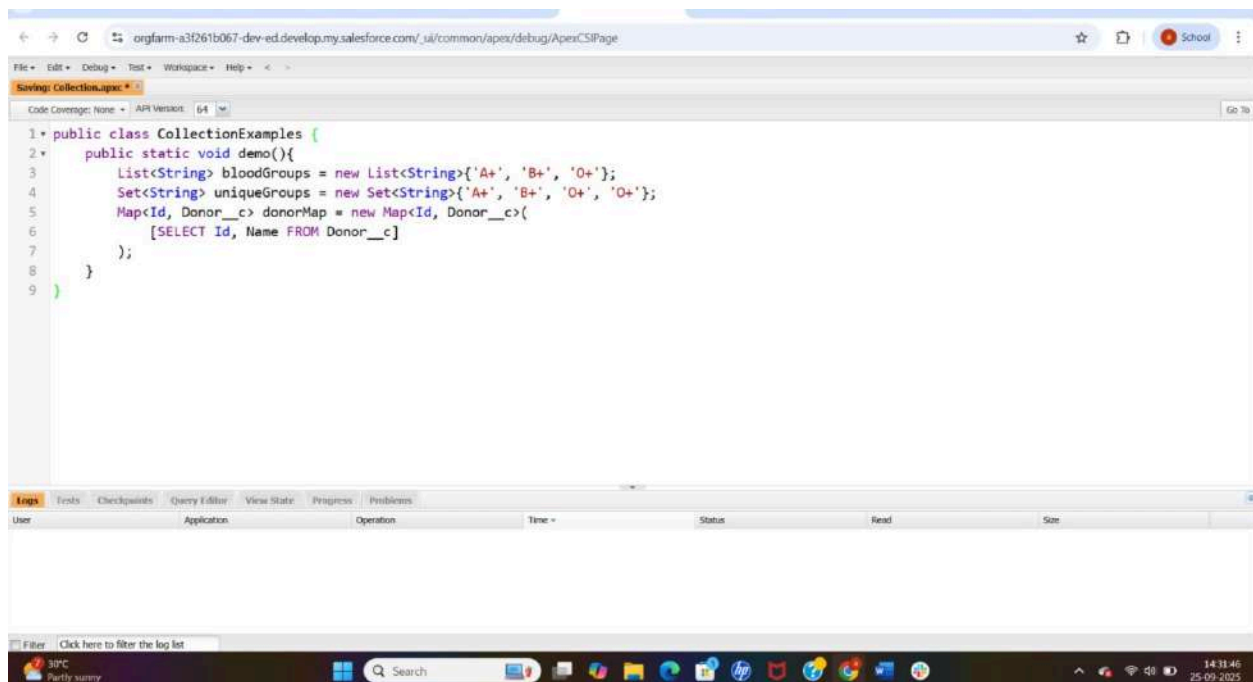 orgfarm-a3f261b067-dev-ed.develop.my.salesforce.com/_ui/common/apex/debug/ApexCSIPage
School
File Edit Debug Test Workspace Help < >
Saving: Collection.apxc *
Code Coverage: None API Version: 64 Go To
1 public class CollectionExamples {
2 public static void demo(){
3 List<String> bloodGroups = new List<String>{'A+', 'B+', 'O+'};
4 Set<String> uniqueGroups = new Set<String>{'A+', 'B+', 'O+', 'O+'};
5 Map<Id, Donor__c> donorMap = new Map<Id, Donor__c>(
6 [SELECT Id, Name FROM Donor__c]
7 );
8 }
9 }
Logs Tests Checkpoints Query Editor View State Progress Problems
User Application Operation Time Status Read Size
Filter Click here to filter the log list
30°C
Partly sunny
Search
14:31:46
25-09-2025